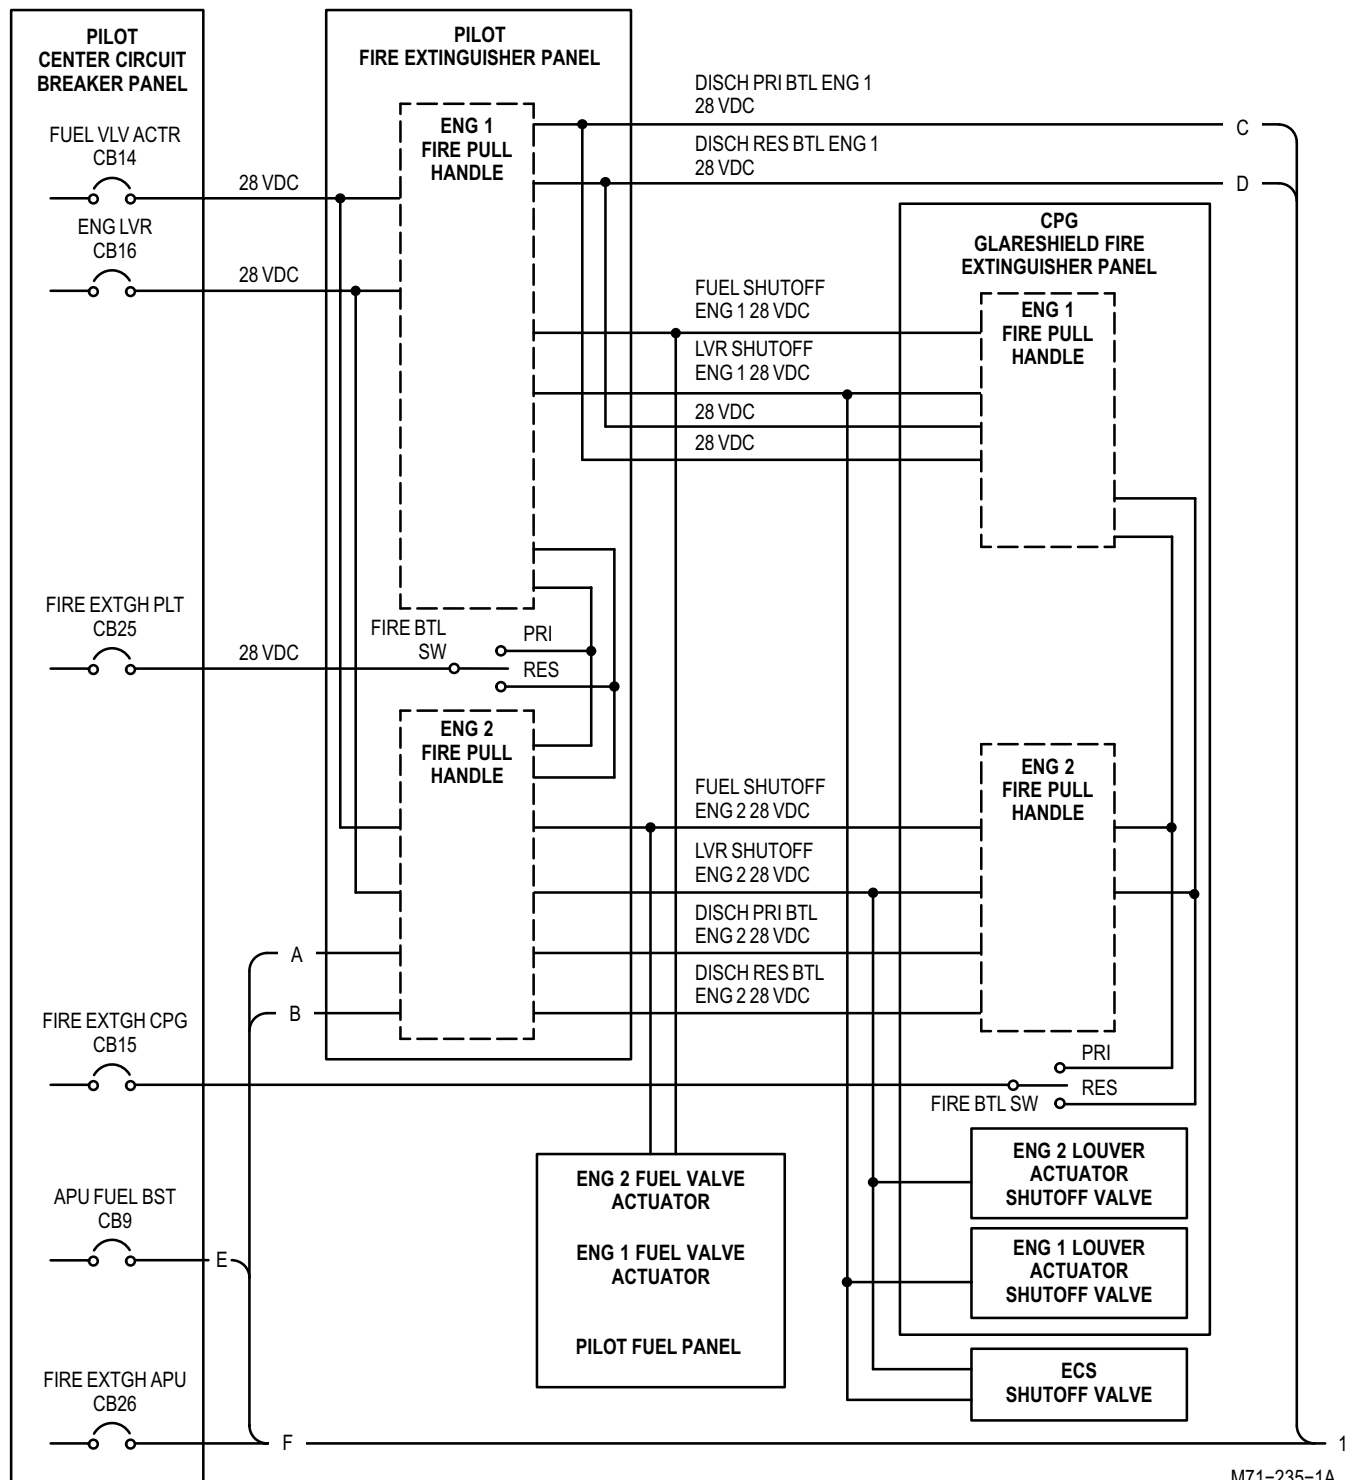 PILOT
CENTER CIRCUIT
BREAKER PANEL
FUEL VLV ACTR
CB14
28 VDC
ENG LVR
CB16
28 VDC
FIRE EXTGH PLT
CB25
28 VDC
FIRE EXTGH CPG
CB15
APU FUEL BST
CB9
E
FIRE EXTGH APU
CB26
F
A
B
PILOT
FIRE EXTINGUISHER PANEL
ENG 1
FIRE PULL
HANDLE
FIRE BTL
SW
PRI
RES
ENG 2
FIRE PULL
HANDLE
DISCH PRI BTL ENG 1
28 VDC
C
DISCH RES BTL ENG 1
28 VDC
D
FUEL SHUTOFF
ENG 1 28 VDC
LVR SHUTOFF
ENG 1 28 VDC
28 VDC
28 VDC
FUEL SHUTOFF
ENG 2 28 VDC
LVR SHUTOFF
ENG 2 28 VDC
DISCH PRI BTL
ENG 2 28 VDC
DISCH RES BTL
ENG 2 28 VDC
CPG
GLARESHIELD FIRE
EXTINGUISHER PANEL
ENG 1
FIRE PULL
HANDLE
ENG 2
FIRE PULL
HANDLE
PRI
RES
FIRE BTL SW
ENG 2 LOUVER
ACTUATOR
SHUTOFF VALVE
ENG 1 LOUVER
ACTUATOR
SHUTOFF VALVE
ECS
SHUTOFF VALVE
ENG 2 FUEL VALVE
ACTUATOR
ENG 1 FUEL VALVE
ACTUATOR
PILOT FUEL PANEL
1
M71−235−1A